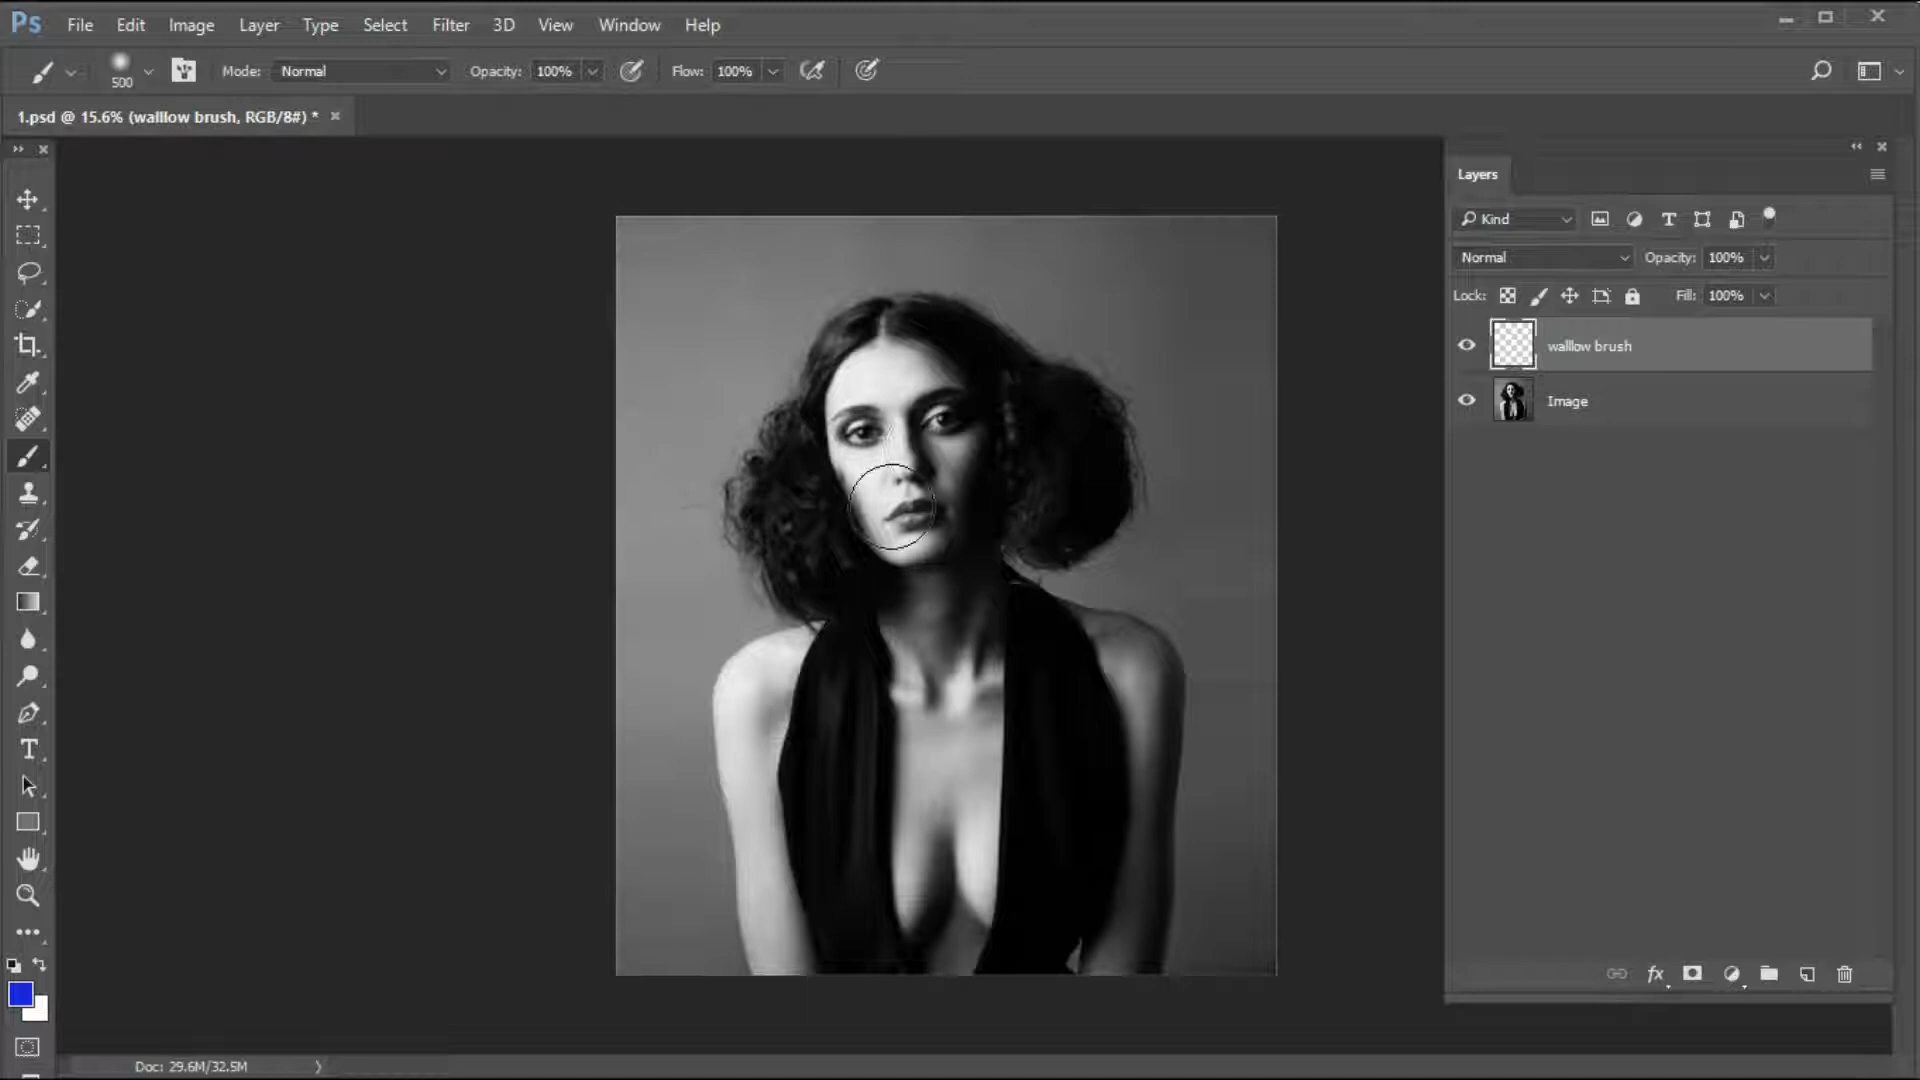 Ps File Edit Image Layer Type Select Filter 3D View Window Help
500 Mode: Normal Opacity: 100% Flow: 100%
1.psd @ 15.6% (walllow brush, RGB/8#) *
Layers
Kind
Normal Opacity: 100%
Lock: Fill: 100%
walllow brush
Image
fx
Doc: 29.6M/32.5M